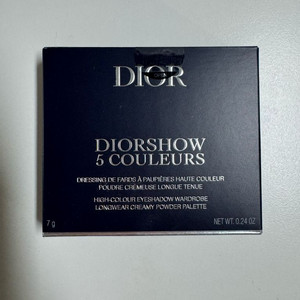 DIOR
DIORSHOW
5 COULEURS
DRESSING DE FARDS À PAUPIÈRES HAUTE COULEUR
POUDRE CRÉMEUSE LONGUE TENUE
HIGH-COLOUR EYESHADOW WARDROBE
LONGWEAR CREAMY POWDER PALETTE
7 g
NET WT. 0.24 OZ.